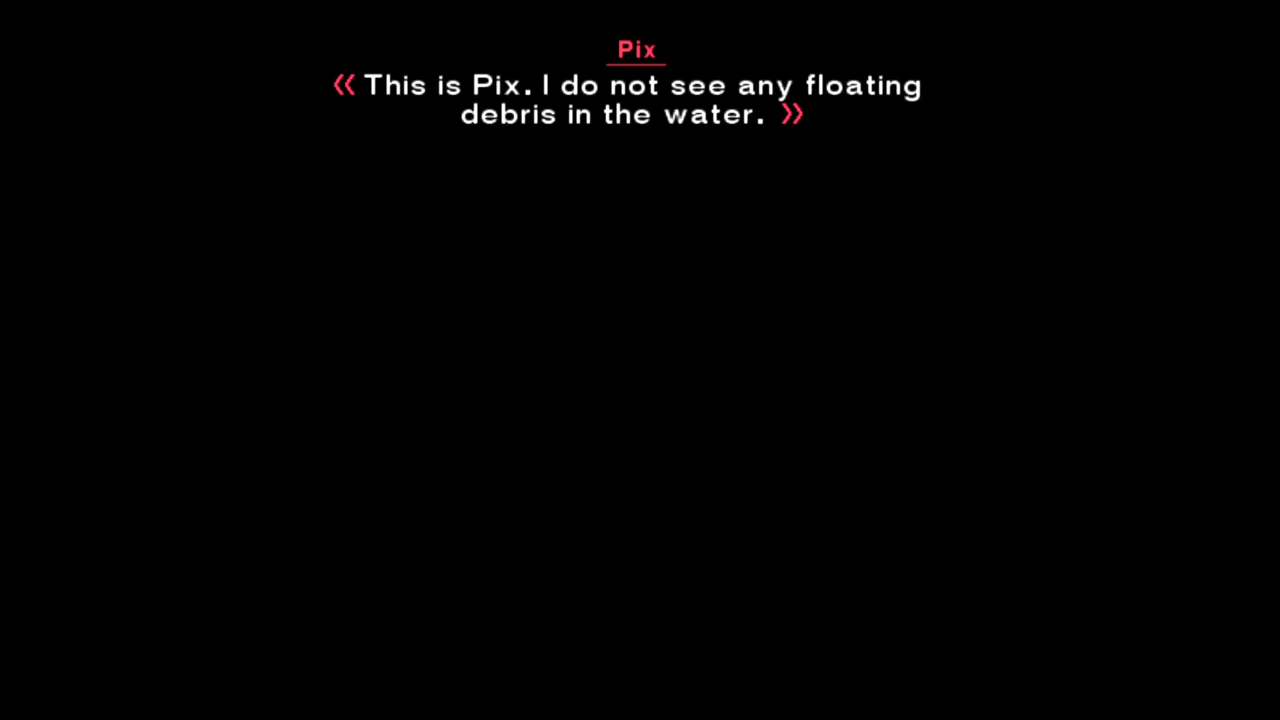 Pix
« This is Pix. I do not see any floating
debris in the water. »